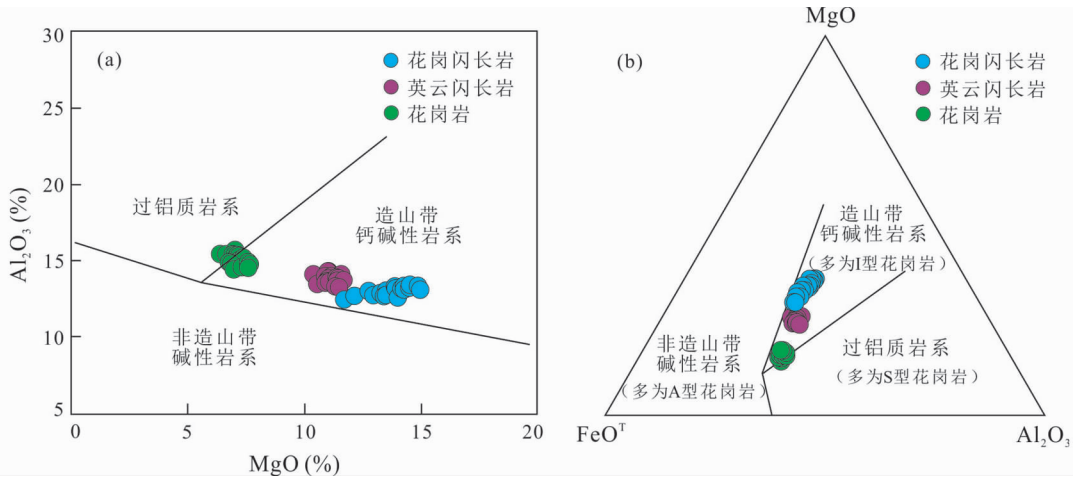 (a)
花岗闪长岩
英云闪长岩
花岗岩
30
25
20
15
10
5
Al₂O₃(%)
过铝质岩系
造山带
钙碱性岩系
非造山带
碱性岩系
0
5
10
15
20
MgO (%)
MgO
(b)
花岗闪长岩
英云闪长岩
花岗岩
造山带
钙碱性岩系
(多为I型花岗岩)
非造山带
碱性岩系
(多为A型花岗岩)
过铝质岩系
(多为S型花岗岩)
FeOᵀ
Al₂O₃